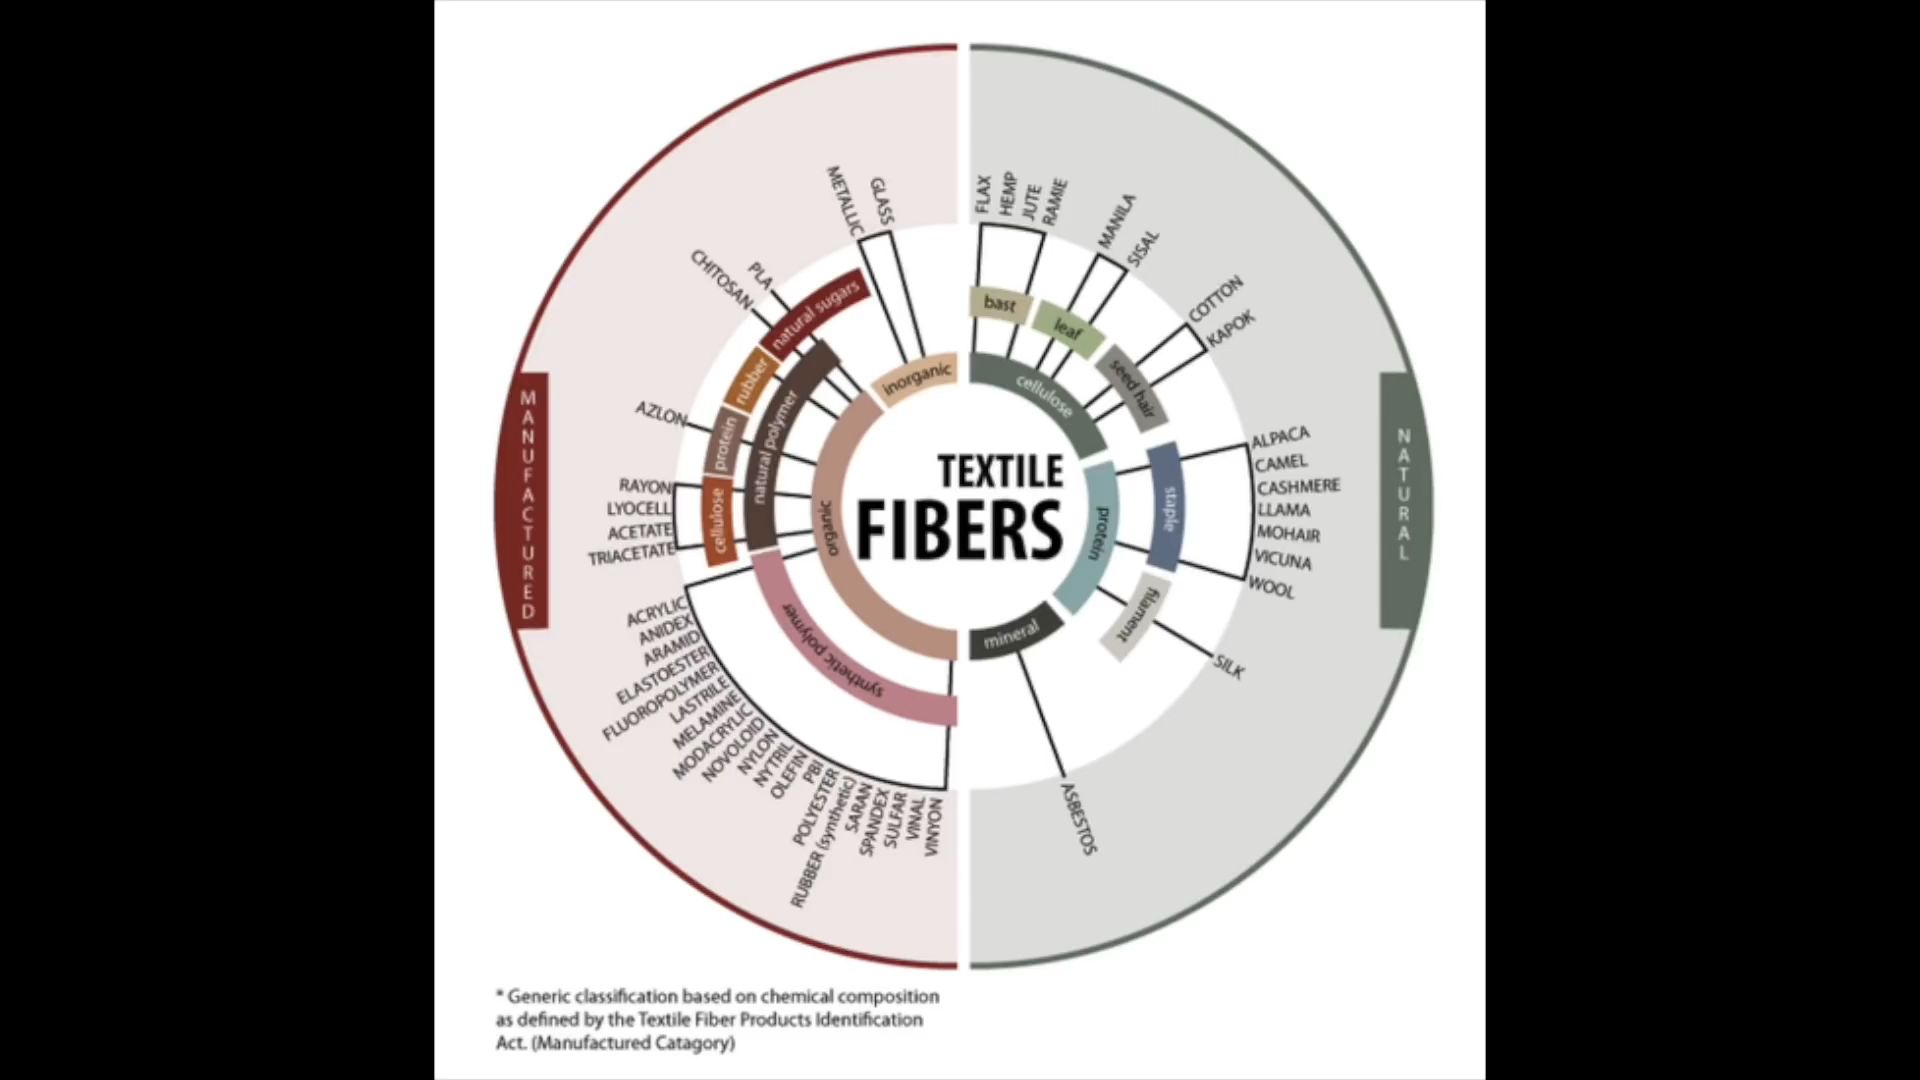 TEXTILE
FIBERS
MANUFACTURED
NATURAL
inorganic
METALLIC
GLASS
organic
natural polymer
natural sugars
CHITOSAN
PLA
rubber
protein
AZLON
cellulose
RAYON
LYOCELL
ACETATE
TRIACETATE
synthetic polymer
ACRYLIC
ANIDEX
ARAMID
ELASTOESTER
FLUOROPOLYMER
LASTRILE
MELAMINE
MODACRYLIC
NOVOLOID
NYLON
NYTRIL
OLEFIN
PBI
POLYESTER
RUBBER (synthetic)
SARAN
SPANDEX
SULFAR
VINAL
VINYON
cellulose
bast
FLAX
HEMP
JUTE
RAMIE
leaf
MANILA
SISAL
seed hair
COTTON
KAPOK
protein
staple
ALPACA
CAMEL
CASHMERE
LLAMA
MOHAIR
VICUNA
WOOL
filament
SILK
mineral
ASBESTOS
* Generic classification based on chemical composition
as defined by the Textile Fiber Products Identification
Act. (Manufactured Catagory)